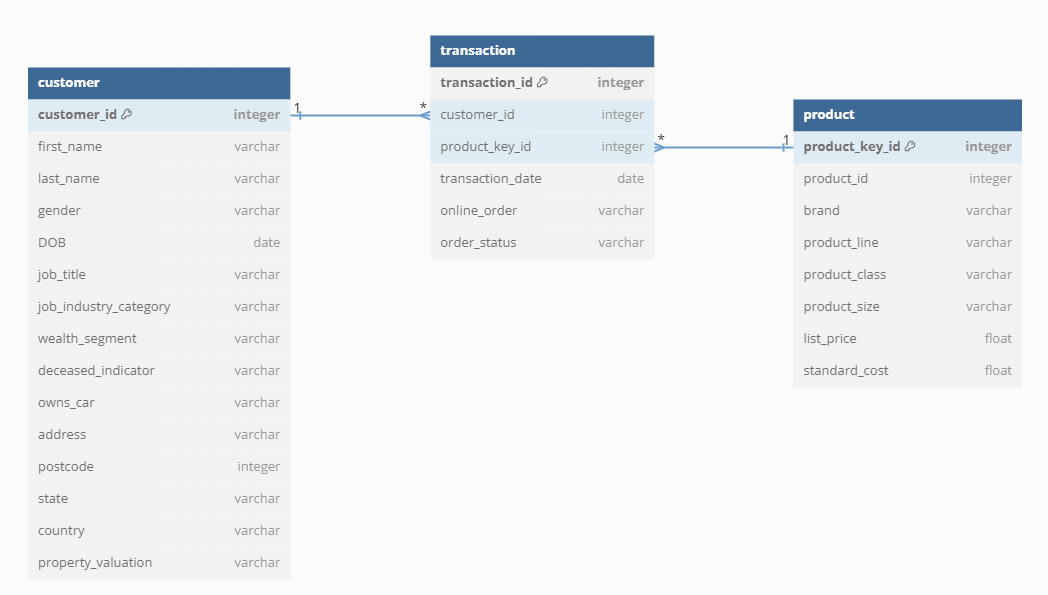 customer
customer_id integer
first_name varchar
last_name varchar
gender varchar
DOB date
job_title varchar
job_industry_category varchar
wealth_segment varchar
deceased_indicator varchar
owns_car varchar
address varchar
postcode integer
state varchar
country varchar
property_valuation varchar
1 *
transaction
transaction_id integer
customer_id integer
product_key_id integer
transaction_date date
online_order varchar
order_status varchar
* 1
product
product_key_id integer
product_id integer
brand varchar
product_line varchar
product_class varchar
product_size varchar
list_price float
standard_cost float